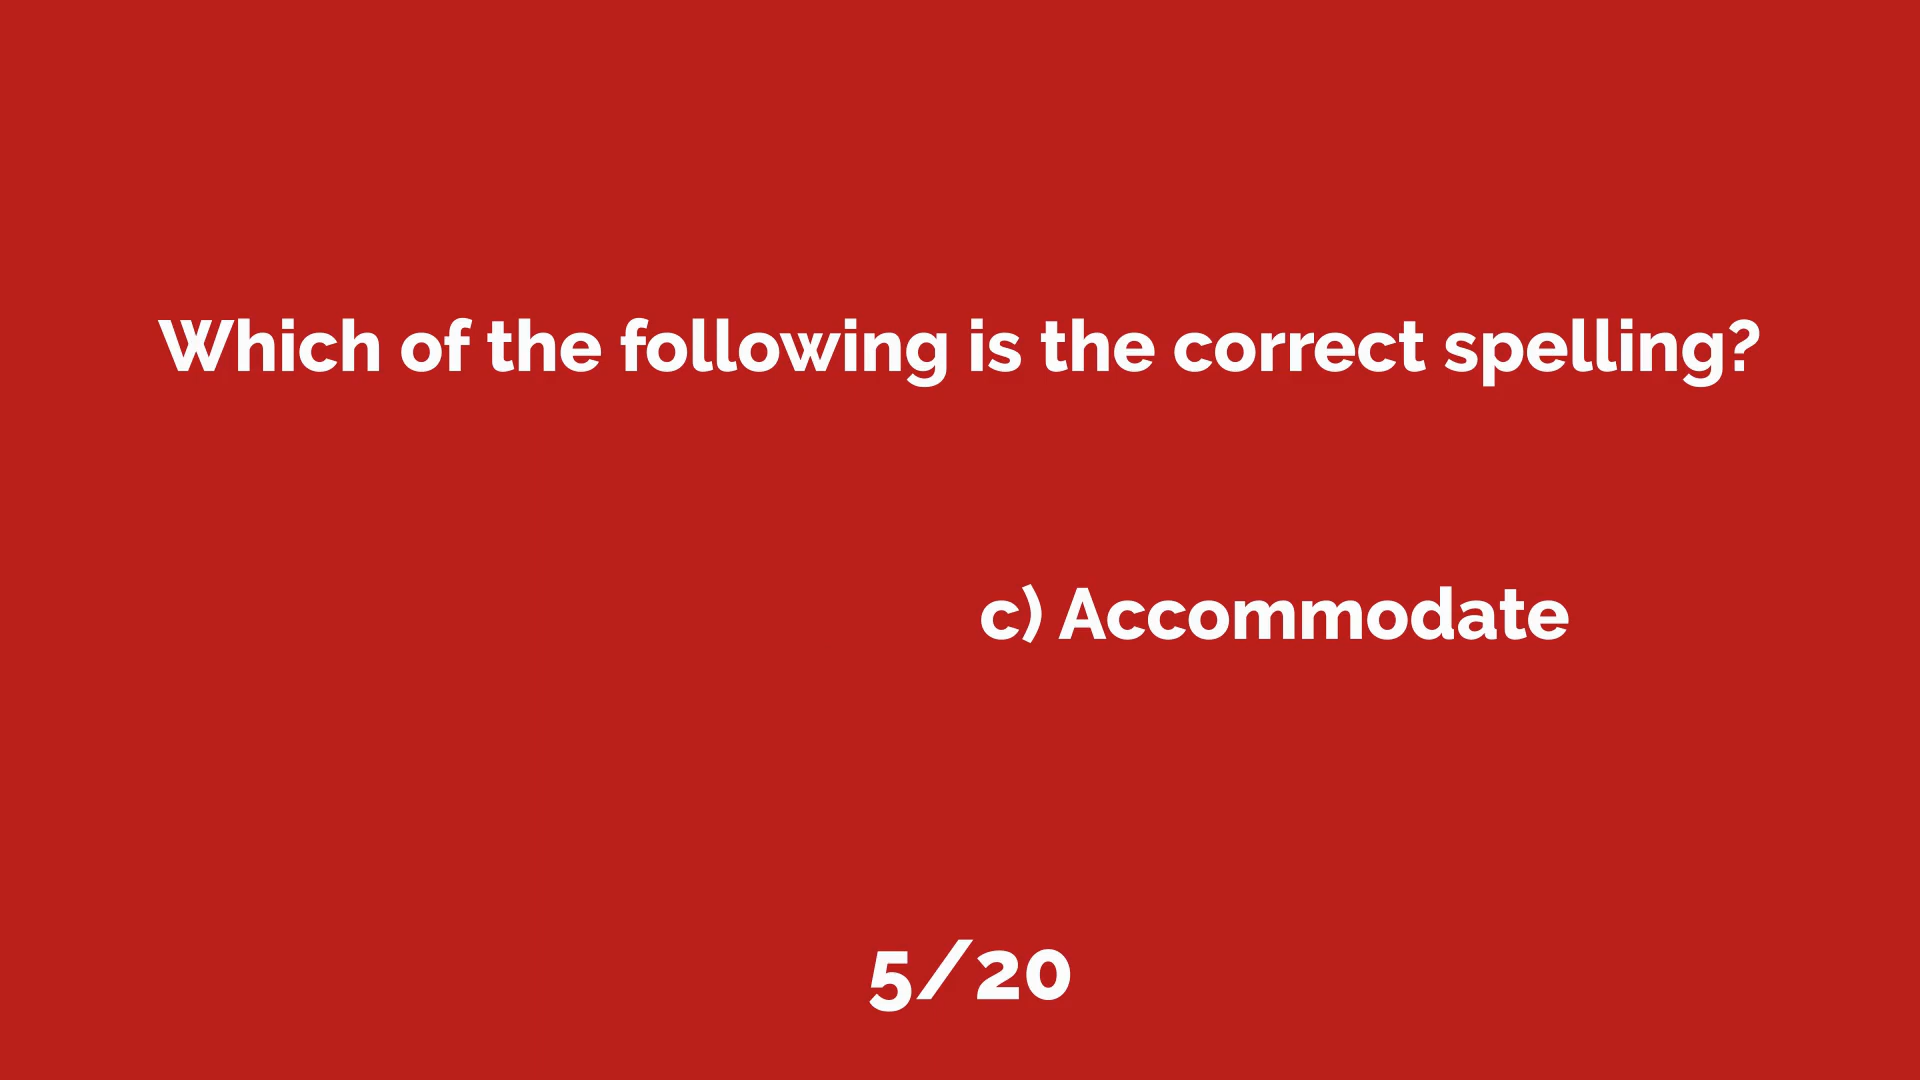 Which of the following is the correct spelling?
c) Accommodate
5/20